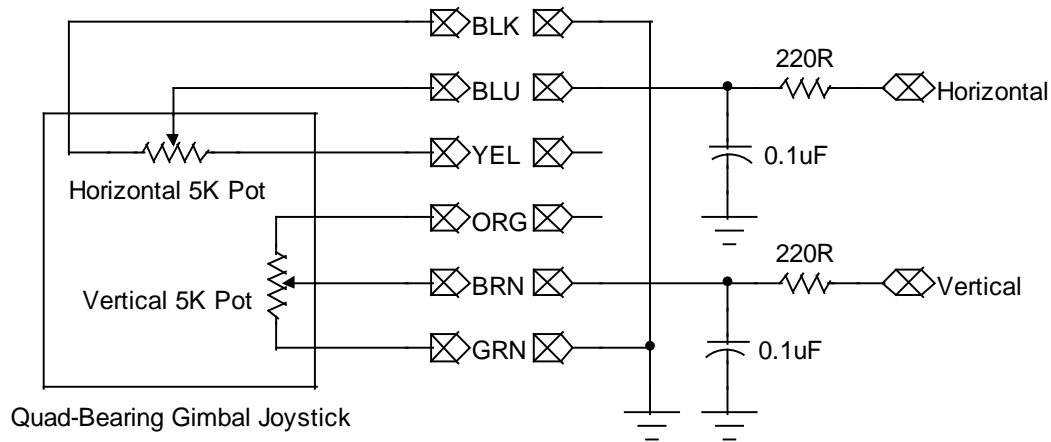 BLK
220R
BLU
Horizontal
YEL
0.1uF
Horizontal 5K Pot
ORG
220R
BRN
Vertical
Vertical 5K Pot
GRN
0.1uF
Quad-Bearing Gimbal Joystick